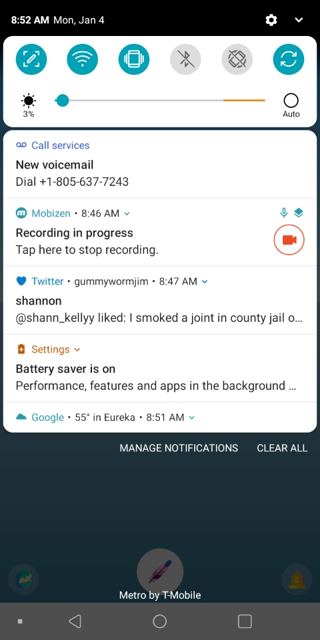 8:52 AM Mon, Jan 4
3%
Auto
Call services
New voicemail
Dial +1-805-637-7243
Mobizen • 8:46 AM
Recording in progress
Tap here to stop recording.
Twitter • gummywormjim • 8:47 AM
shannon
@shann_kellyy liked: I smoked a joint in county jail o...
Settings
Battery saver is on
Performance, features and apps in the background ...
Google • 55° in Eureka • 8:51 AM
MANAGE NOTIFICATIONS CLEAR ALL
Metro by T-Mobile